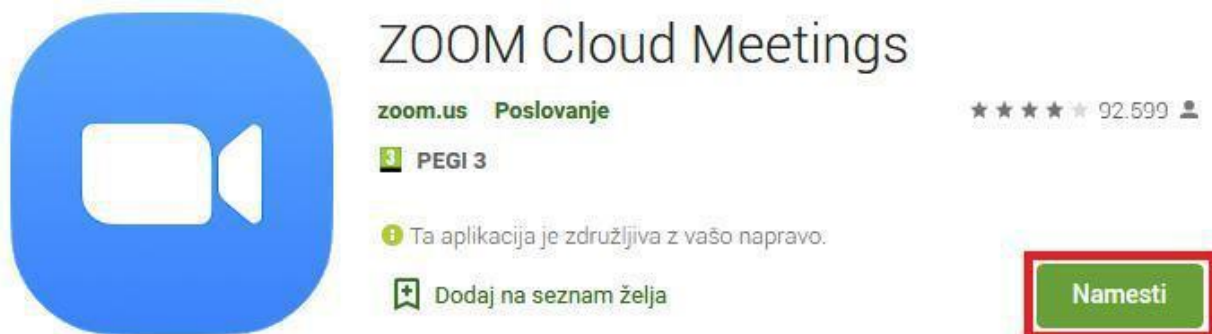 ZOOM Cloud Meetings
zoom.us Poslovanje 92.599
3 PEGI 3
Ta aplikacija je združljiva z vašo napravo.
Dodaj na seznam želja
Namesti